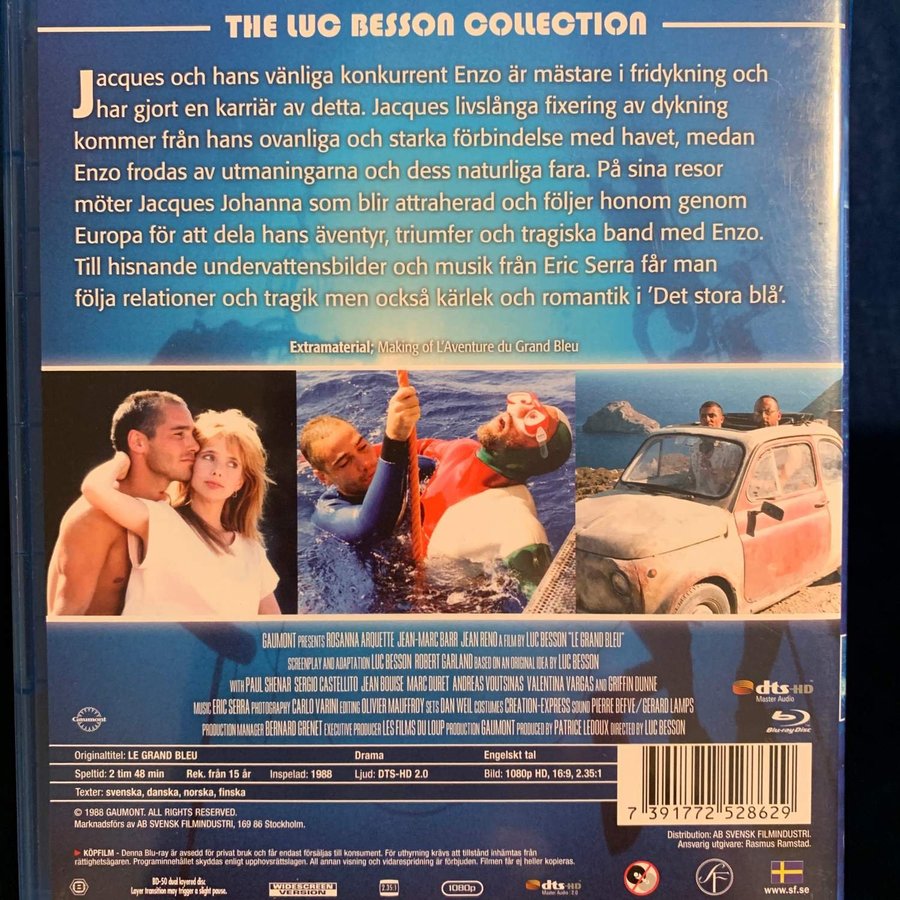 THE LUC BESSON COLLECTION
Jacques och hans vänliga konkurrent Enzo är mästare i fridykning och
har gjort en karriär av detta. Jacques livslånga fixering av dykning
kommer från hans ovanliga och starka förbindelse med havet, medan
Enzo frodas av utmaningarna och dess naturliga fara. På sina resor
möter Jacques Johanna som blir attraherad och följer honom genom
Europa för att dela hans äventyr, triumfer och tragiska band med Enzo.
Till hisnande undervattensbilder och musik från Eric Serra får man
följa relationer och tragik men också kärlek och romantik i ’Det stora blå’.
Extramaterial; Making of L'Aventure du Grand Bleu
GAUMONT PRESENTS ROSANNA ARQUETTE JEAN-MARC BARR JEAN RENO A FILM BY LUC BESSON "LE GRAND BLEU"
SCREENPLAY AND ADAPTATION LUC BESSON ROBERT GARLAND BASED ON AN ORIGINAL IDEA BY LUC BESSON
WITH PAUL SHENAR SERGIO CASTELLITO JEAN BOUISE MARC DURET ANDREAS VOUTSINAS VALENTINA VARGAS AND GRIFFIN DUNNE
MUSIC ERIC SERRA PHOTOGRAPHY CARLO VARINI EDITING OLIVIER MAUFFROY SETS DAN WEIL COSTUMES CREATION-EXPRESS SOUND PIERRE BEFVE/GERARD LAMPS
PRODUCTION MANAGER BERNARD GRENET EXECUTIVE PRODUCER LES FILMS DU LOUP PRODUCTION GAUMONT PRODUCED BY PATRICE LEDOUX DIRECTED BY LUC BESSON
Gaumont
dts-HD
Master Audio
Blu-ray Disc
Originaltitel: LE GRAND BLEU Drama Engelskt tal
Speltid: 2 tim 48 min Rek. från 15 år Inspelad: 1988 Ljud: DTS-HD 2.0 Bild: 1080p HD, 16:9, 2.35:1
Texter: svenska, danska, norska, finska
7 391772 528629
© 1988 GAUMONT. ALL RIGHTS RESERVED.
Marknadsförs av AB SVENSK FILMINDUSTRI, 169 86 Stockholm.
Distribution: AB SVENSK FILMINDUSTRI.
Ansvarig utgivare: Rasmus Ramstad.
KÖPFILM - Denna Blu-ray är avsedd för privat bruk och får endast försäljas till konsument. För uthyrning krävs att tillstånd inhämtas från
rättighetsägaren. Programinnehållet skyddas enligt upphovsrättslagen. All annan visning och vidarespridning är förbjuden. Filmen får ej heller kopieras.
B
BD-50 dual layered disc
Layer transition may trigger a slight pause.
WIDESCREEN
VERSION
2.35:1
1080p
dts-HD
Master Audio 2.0
SF
www.sf.se